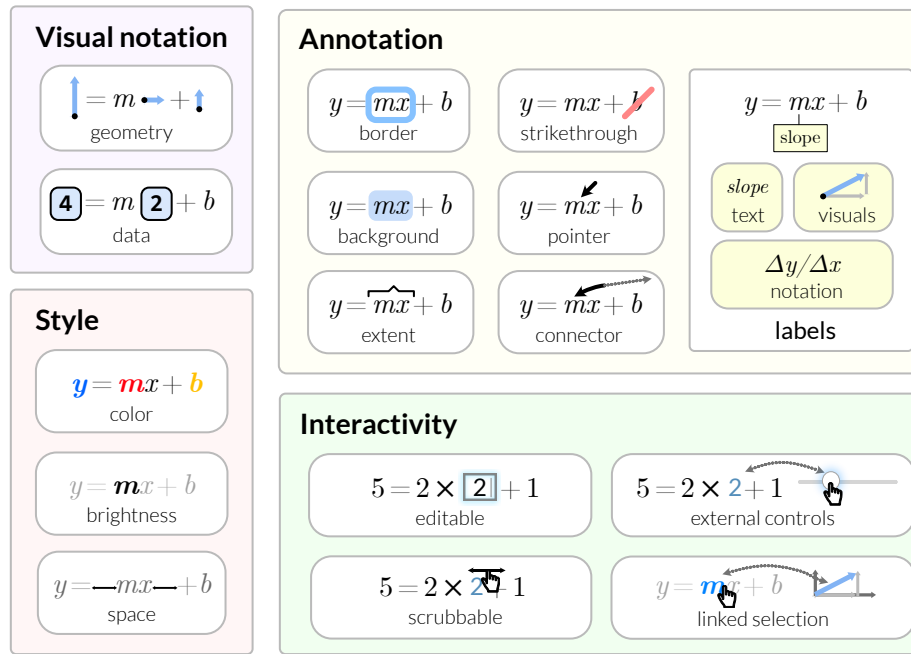 Visual notation
= m +
geometry
4 = m 2 + b
data
Style
y = mx + b
color
y = mx + b
brightness
y = mx + b
space
Annotation
y = mx + b
border
y = mx + b
strikethrough
y = mx + b
background
y = mx + b
pointer
y = mx + b
extent
y = mx + b
connector
y = mx + b
slope
slope
text
visuals
Δy/Δx
notation
labels
Interactivity
5 = 2 × 2 + 1
editable
5 = 2 × 2 + 1
external controls
5 = 2 × 2 + 1
scrubbable
y = mx + b
linked selection